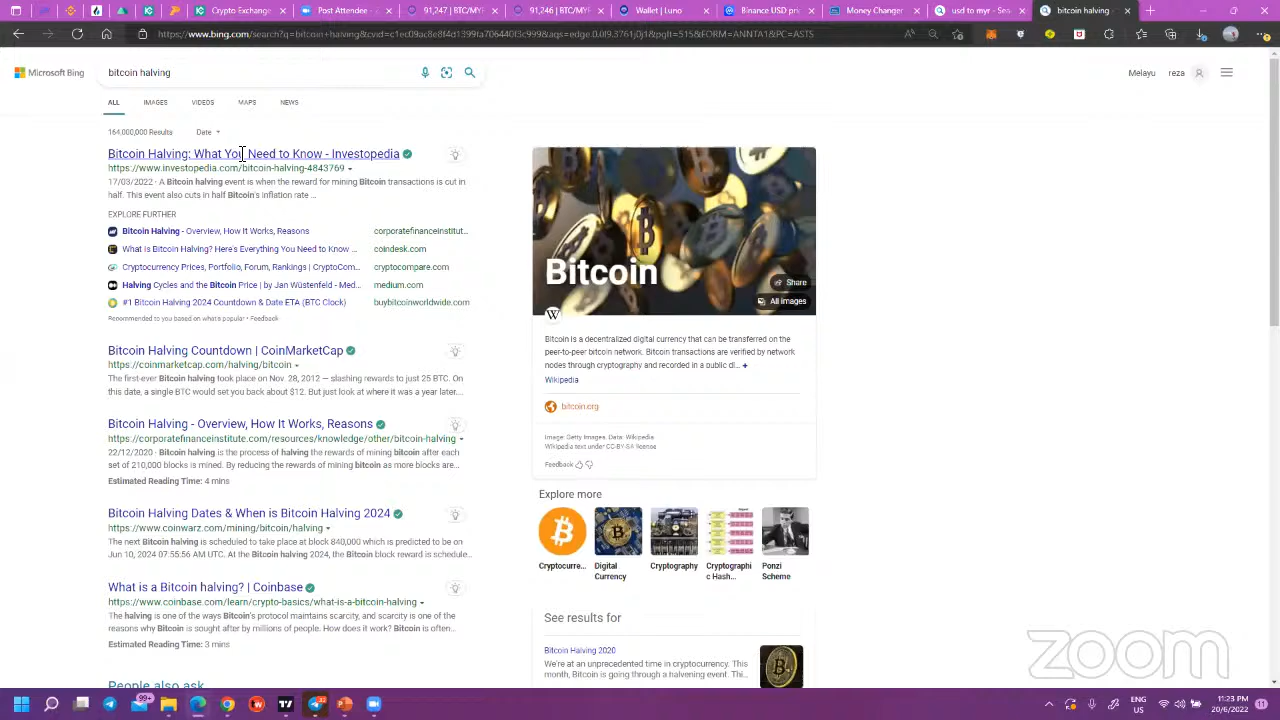 Spot
Admini
Camping Tour Presentati
91,247 | BTC/MYF
91,246 | BTC/MYF
Wallet | Luno
Binance USD pri
Money Changer
usd to myr - Sea
bitcoin halving
https://www.bing.com/search?q=bitcoin+halving&cvid=c1ec09ac8e8f4d1399fa706440f3c999&aqs=edge.0.0l9.3761j0j1&pglt=515&FORM=ANNTA1&PC=ASTS
Microsoft Bing
bitcoin halving
Melayu
reza
ALL
IMAGES
VIDEOS
MAPS
NEWS
164,000,000 Results
Date
Bitcoin Halving: What You Need to Know - Investopedia
https://www.investopedia.com/bitcoin-halving-4843769
17/03/2022 · A Bitcoin halving event is when the reward for mining Bitcoin transactions is cut in
half. This event also cuts in half Bitcoin's inflation rate ...
EXPLORE FURTHER
Bitcoin Halving - Overview, How It Works, Reasons
corporatefinanceinstitut...
What Is Bitcoin Halving? Here's Everything You Need to Know ...
coindesk.com
Cryptocurrency Prices, Portfolio, Forum, Rankings | CryptoCom...
cryptocompare.com
Halving Cycles and the Bitcoin Price | by Jan Wüstenfeld - Med...
medium.com
#1 Bitcoin Halving 2024 Countdown & Date ETA (BTC Clock)
buybitcoinworldwide.com
Recommended to you based on what's popular • Feedback
Bitcoin Halving Countdown | CoinMarketCap
https://coinmarketcap.com/halving/bitcoin
The first-ever Bitcoin halving took place on Nov. 28, 2012 — slashing rewards to just 25 BTC. On
this date, a single BTC would set you back about $12. But just look at where it was a year later....
Bitcoin Halving - Overview, How It Works, Reasons
https://corporatefinanceinstitute.com/resources/knowledge/other/bitcoin-halving
22/12/2020 · Bitcoin halving is the process of halving the rewards of mining bitcoin after each
set of 210,000 blocks is mined. By reducing the rewards of mining bitcoin as more blocks are...
Estimated Reading Time: 4 mins
Bitcoin Halving Dates & When is Bitcoin Halving 2024
https://www.coinwarz.com/mining/bitcoin/halving
The next Bitcoin halving is scheduled to take place at block 840,000 which is predicted to be on
Jun 10, 2024 07:55:56 AM UTC. At the Bitcoin halving 2024, the Bitcoin block reward is schedule...
What is a Bitcoin halving? | Coinbase
https://www.coinbase.com/learn/crypto-basics/what-is-a-bitcoin-halving
The halving is one of the ways Bitcoin's protocol maintains scarcity, and scarcity is one of the
reasons why Bitcoin is sought after by millions of people. How does it work? Bitcoin is often...
Estimated Reading Time: 3 mins
People also ask
Bitcoin
Share
All images
W
Bitcoin is a decentralized digital currency that can be transferred on the
peer-to-peer bitcoin network. Bitcoin transactions are verified by network
nodes through cryptography and recorded in a public di... +
Wikipedia
bitcoin.org
Image: Getty Images. Data: Wikipedia
Wikipedia text under CC-BY-SA license
Feedback
Explore more
Cryptocurre...
Digital
Currency
Cryptography
Cryptographi
c Hash...
Ponzi
Scheme
See results for
Bitcoin Halving 2020
We're at an unprecedented time in cryptocurrency. This
month, Bitcoin is going through a halvening event. Thi...
zoom
99+
ENG
US
11:23 PM
20/6/2022